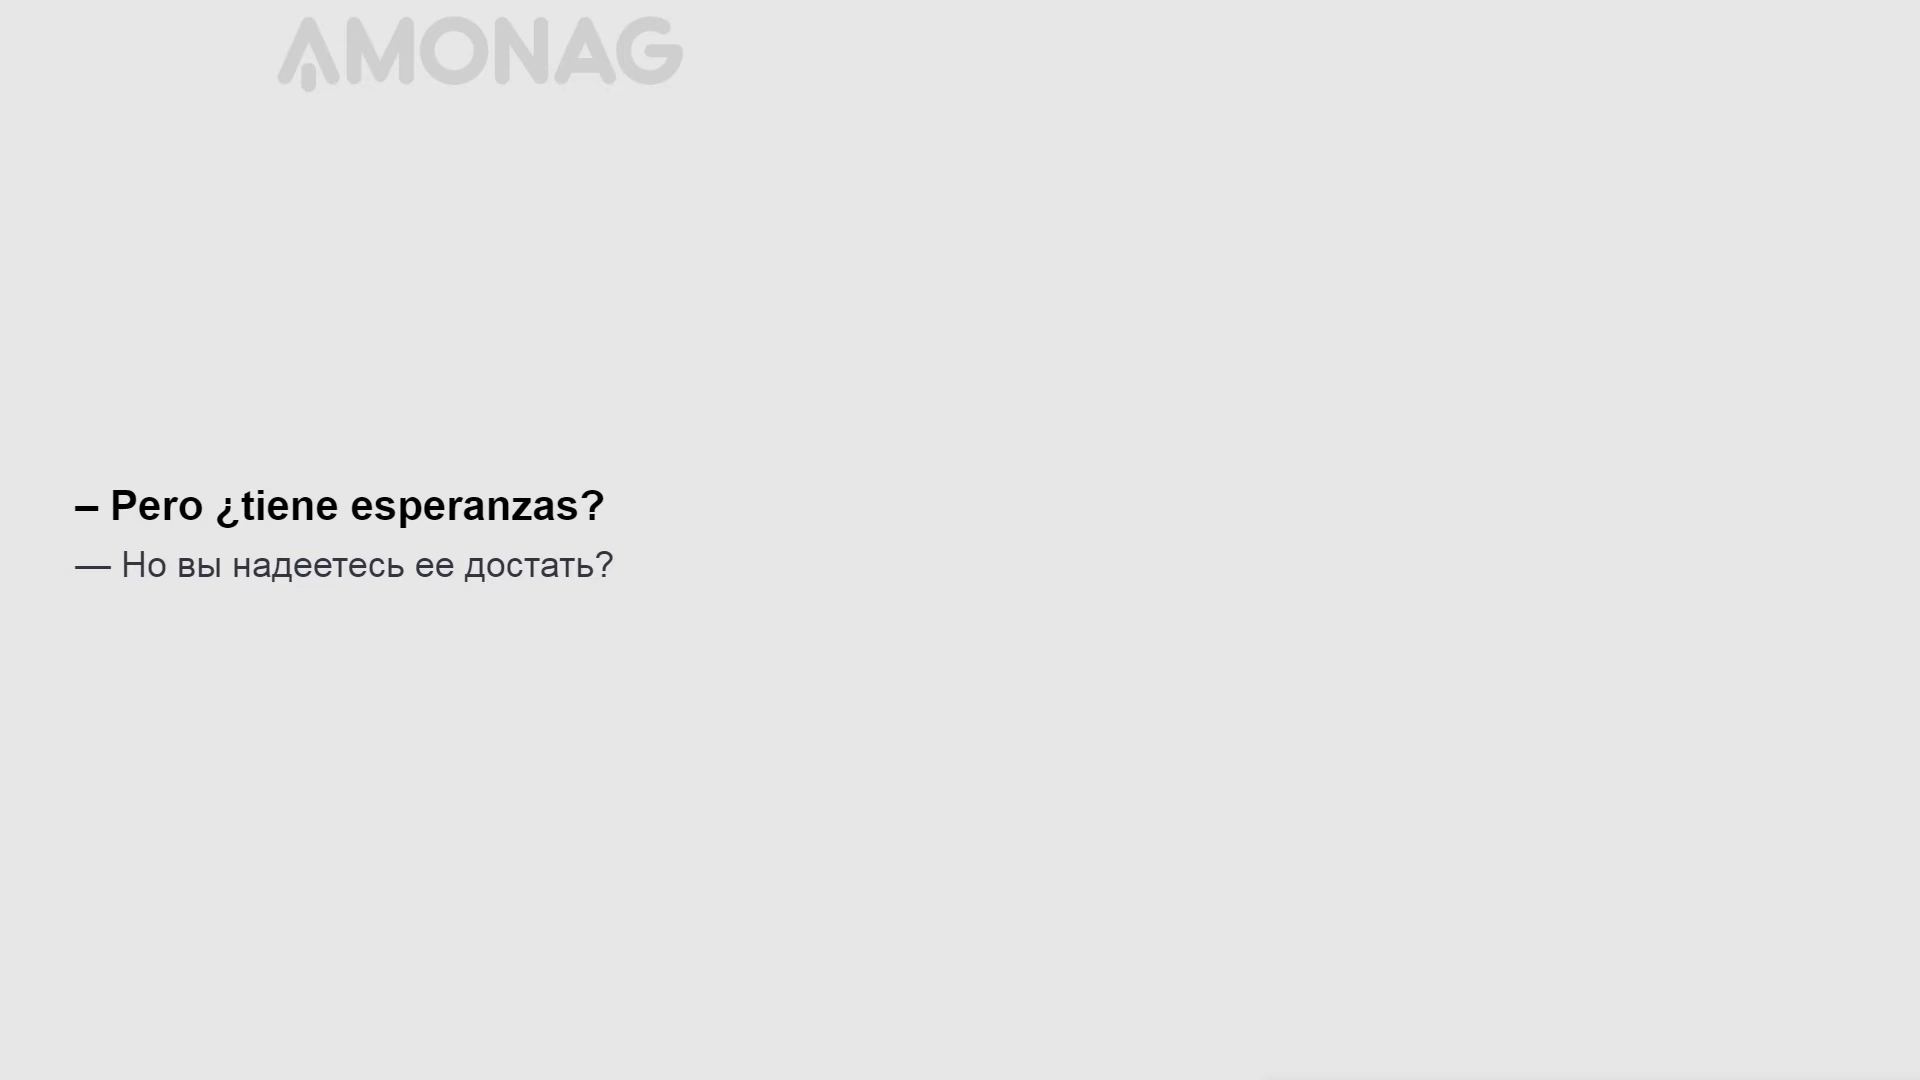 AMONAG
– Pero ¿tiene esperanzas?
— Но вы надеетесь ее достать?